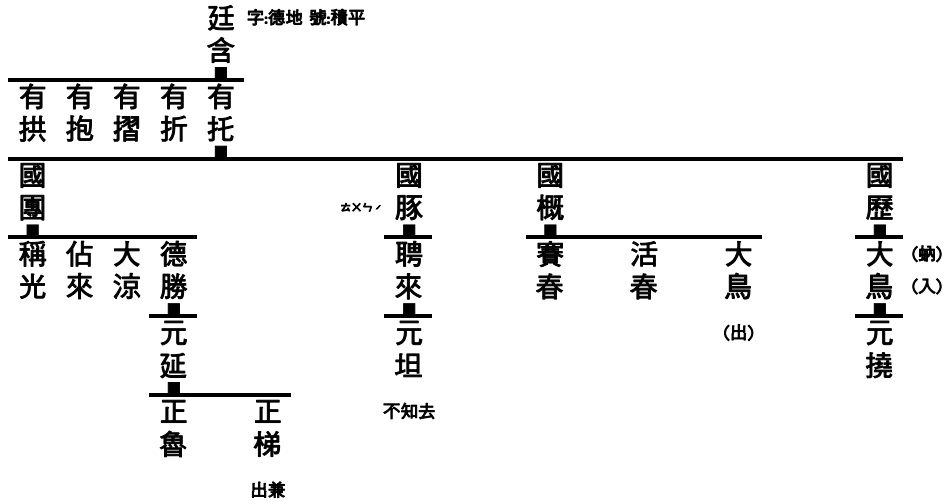 廷含 字:德地 號:積平
有托 有折 有摺 有抱 有拱
國歷 國概 國豚 ㄊㄨㄣˊ 國團
大鳥 (蚋) (入) 大鳥 (出) 活春 賽春 聘來 德勝 大涼 佔來 稱光
元撓 元坦 不知去 元延
正梯 出兼 正魯